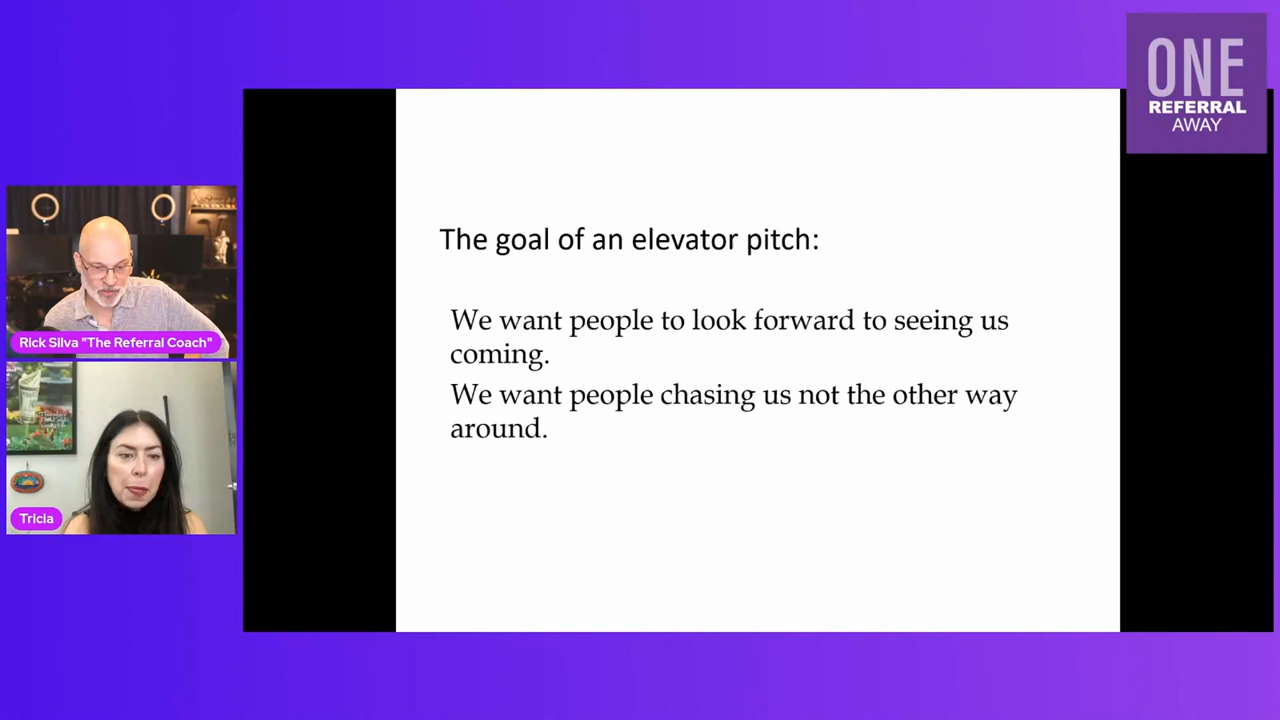 ONE
REFERRAL
AWAY
The goal of an elevator pitch:
We want people to look forward to seeing us
coming.
We want people chasing us not the other way
around.
Rick Silva "The Referral Coach"
Tricia